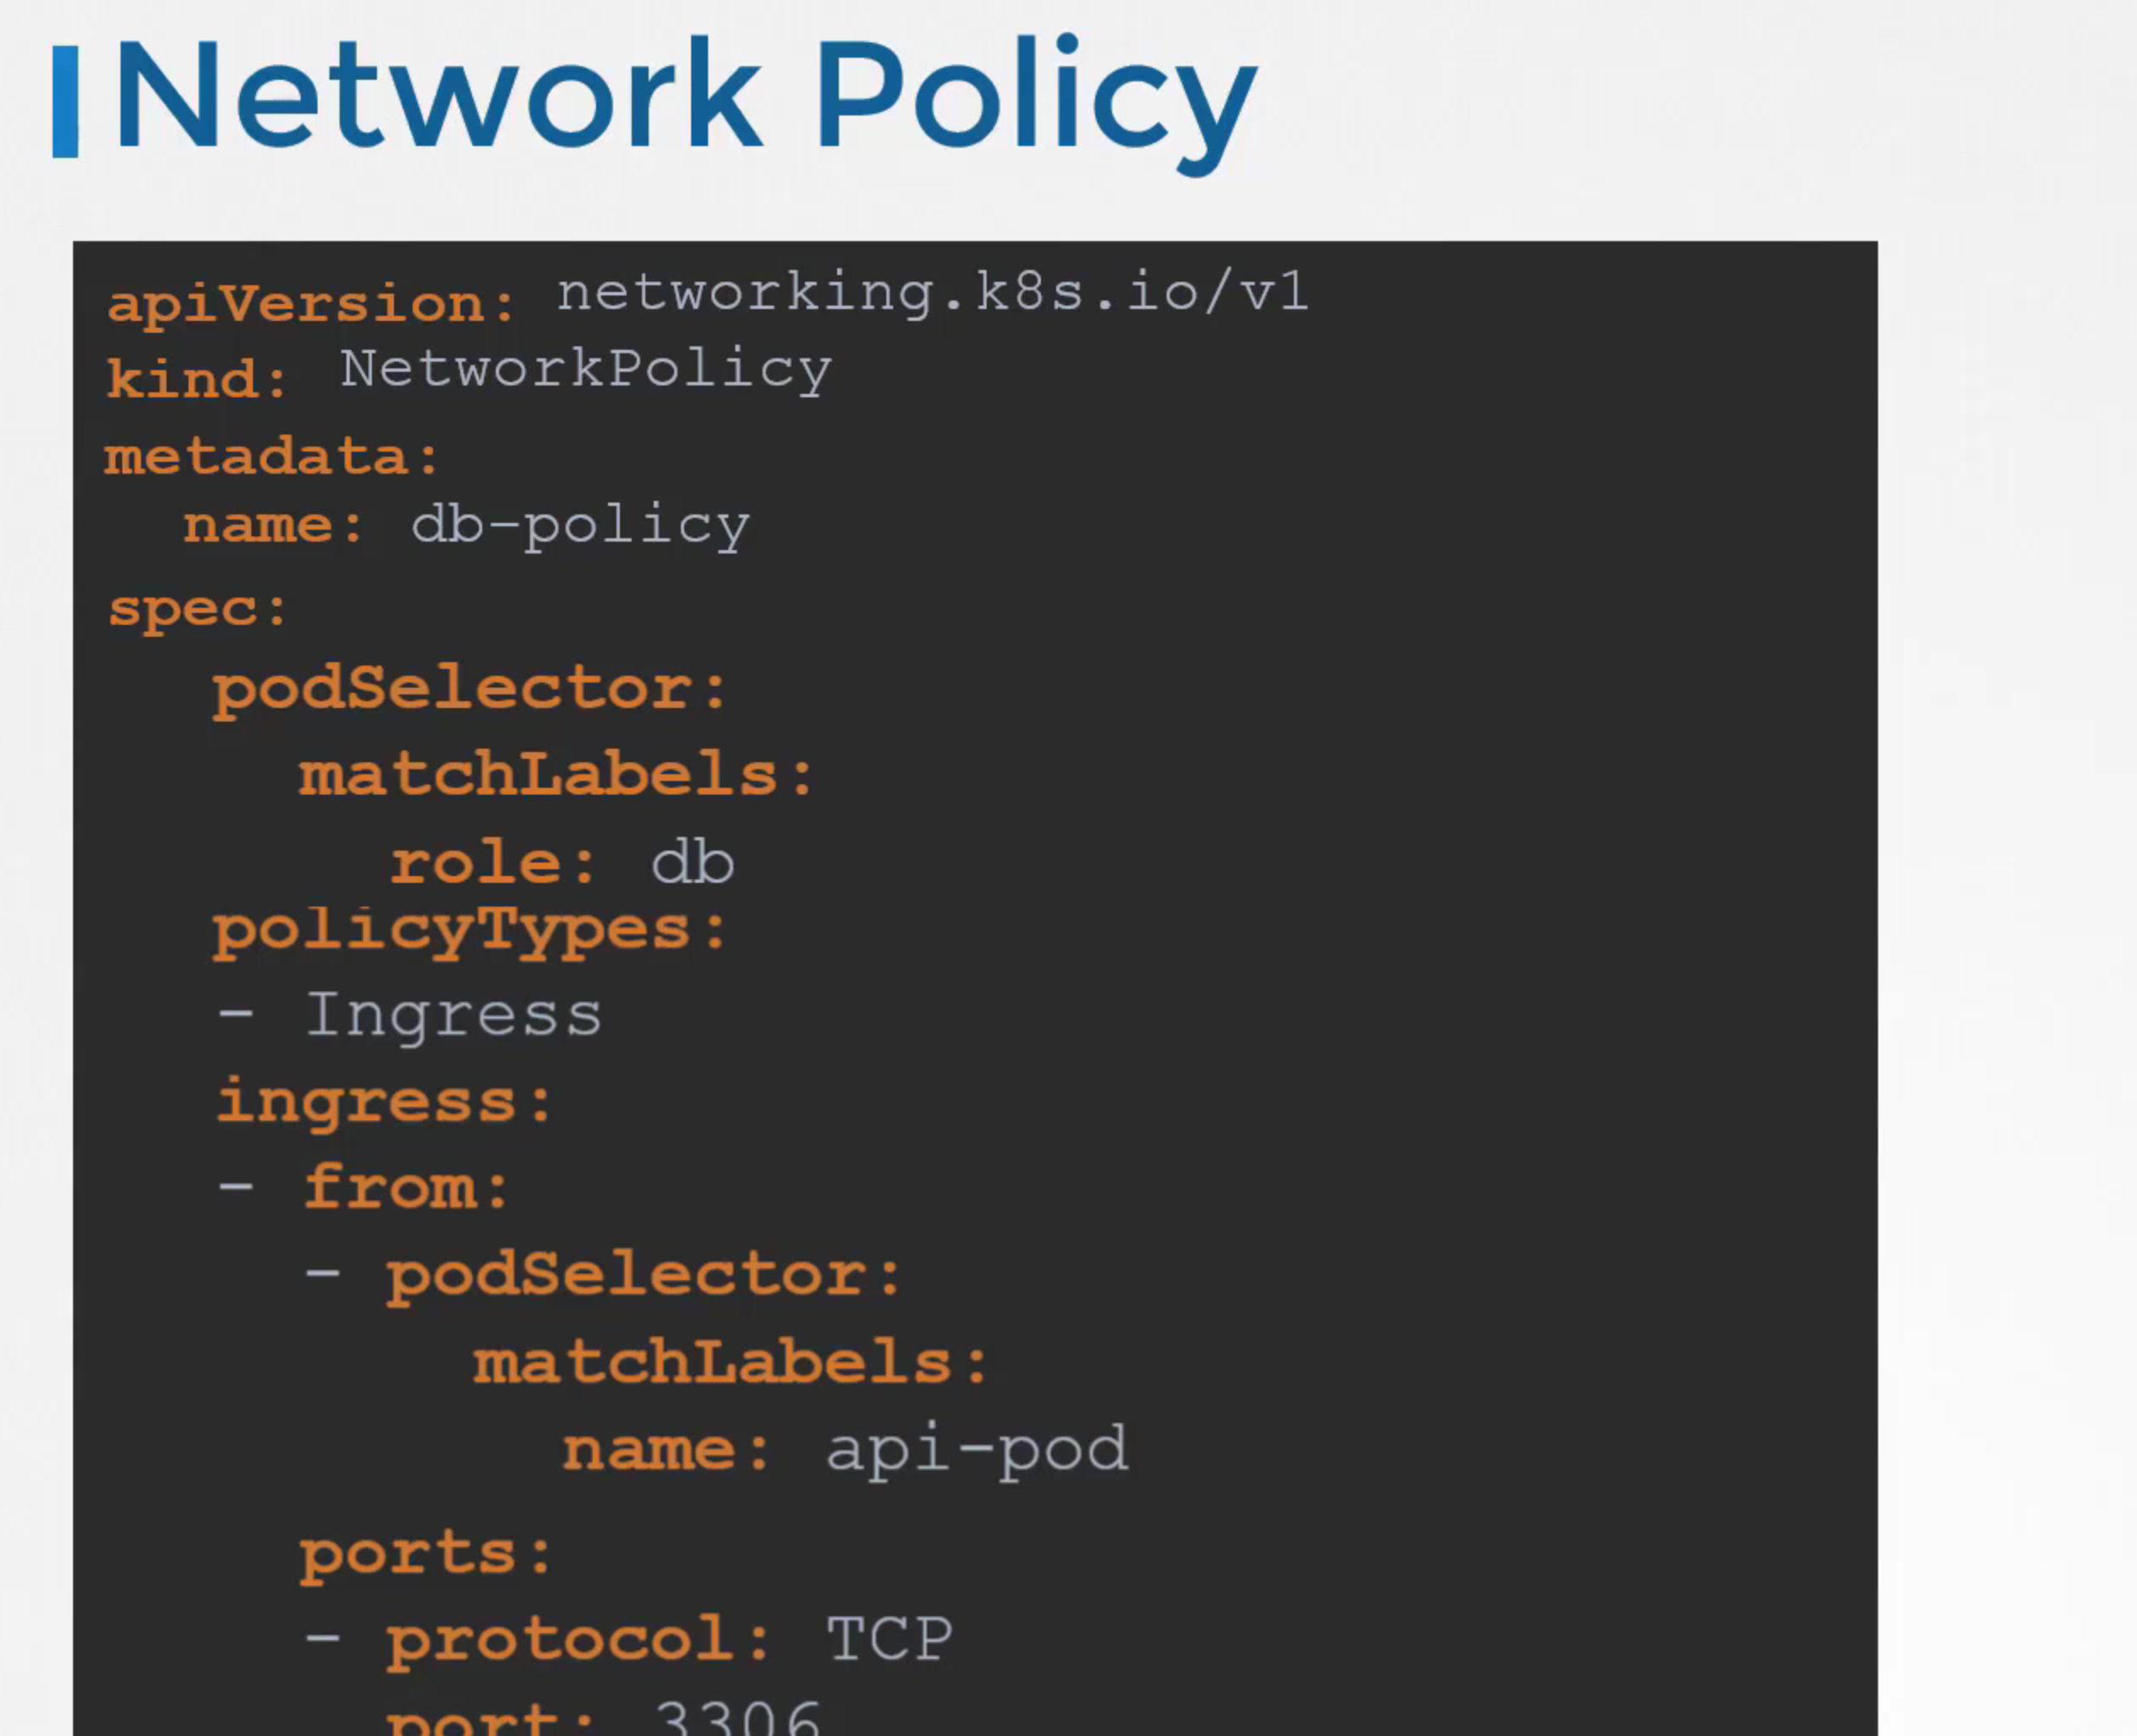 Network Policy
apiVersion: networking.k8s.io/v1
kind: NetworkPolicy
metadata:
  name: db-policy
spec:
   podSelector:
     matchLabels:
       role: db
   policyTypes:
   - Ingress
   ingress:
   - from:
     - podSelector:
         matchLabels:
           name: api-pod
     ports:
     - protocol: TCP
       port: 3306